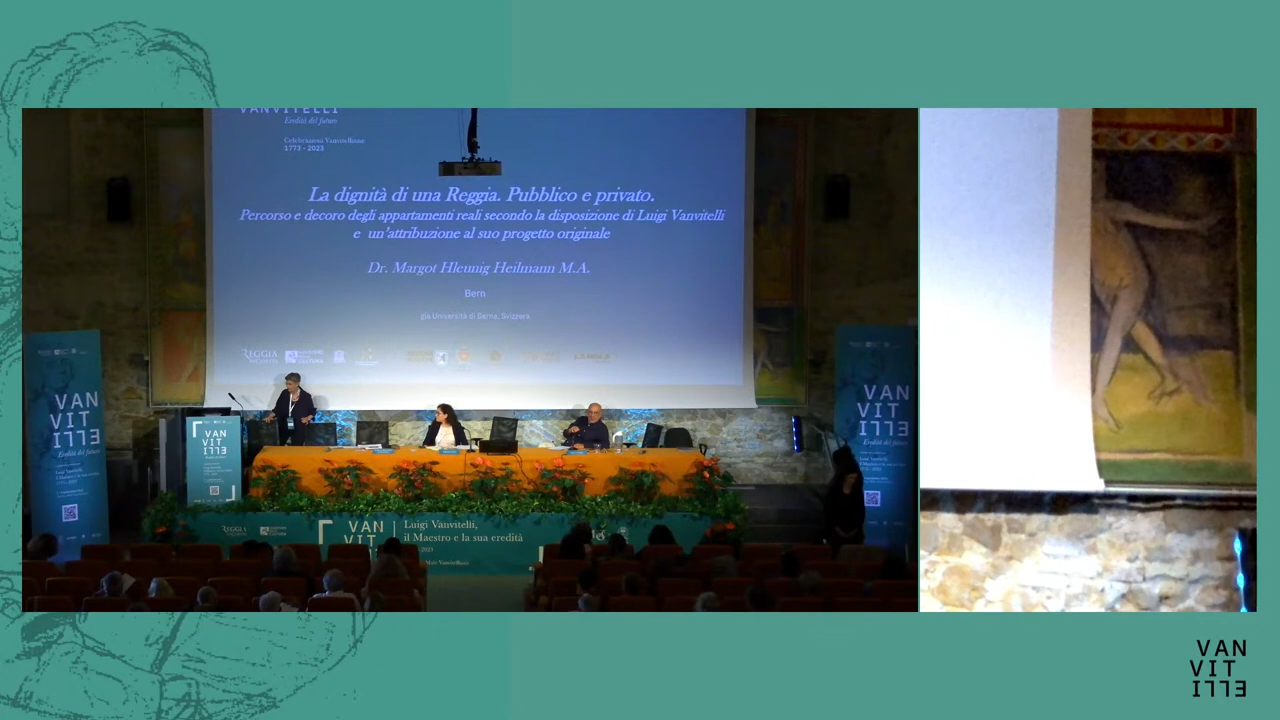 VANVITELLI
Eredità del futuro
Celebrazioni Vanvitelliane
1773 - 2023
La dignità di una Reggia. Pubblico e privato.
Percorso e decoro degli appartamenti reali secondo la disposizione di Luigi Vanvitelli
e un'attribuzione al suo progetto originale
Dr. Margot Hleunig Heilmann M.A.
Bern
già Università di Berna, Svizzera
REGGIA
VAN
VIT
ELLI
Eredità del futuro
VAN
VIT
ELLI
VAN
VIT
ELLI
Eredità del futuro
REGGIA
VAN
VIT
Luigi Vanvitelli,
il Maestro e la sua eredità
2023
VAN
VIT
ELLI